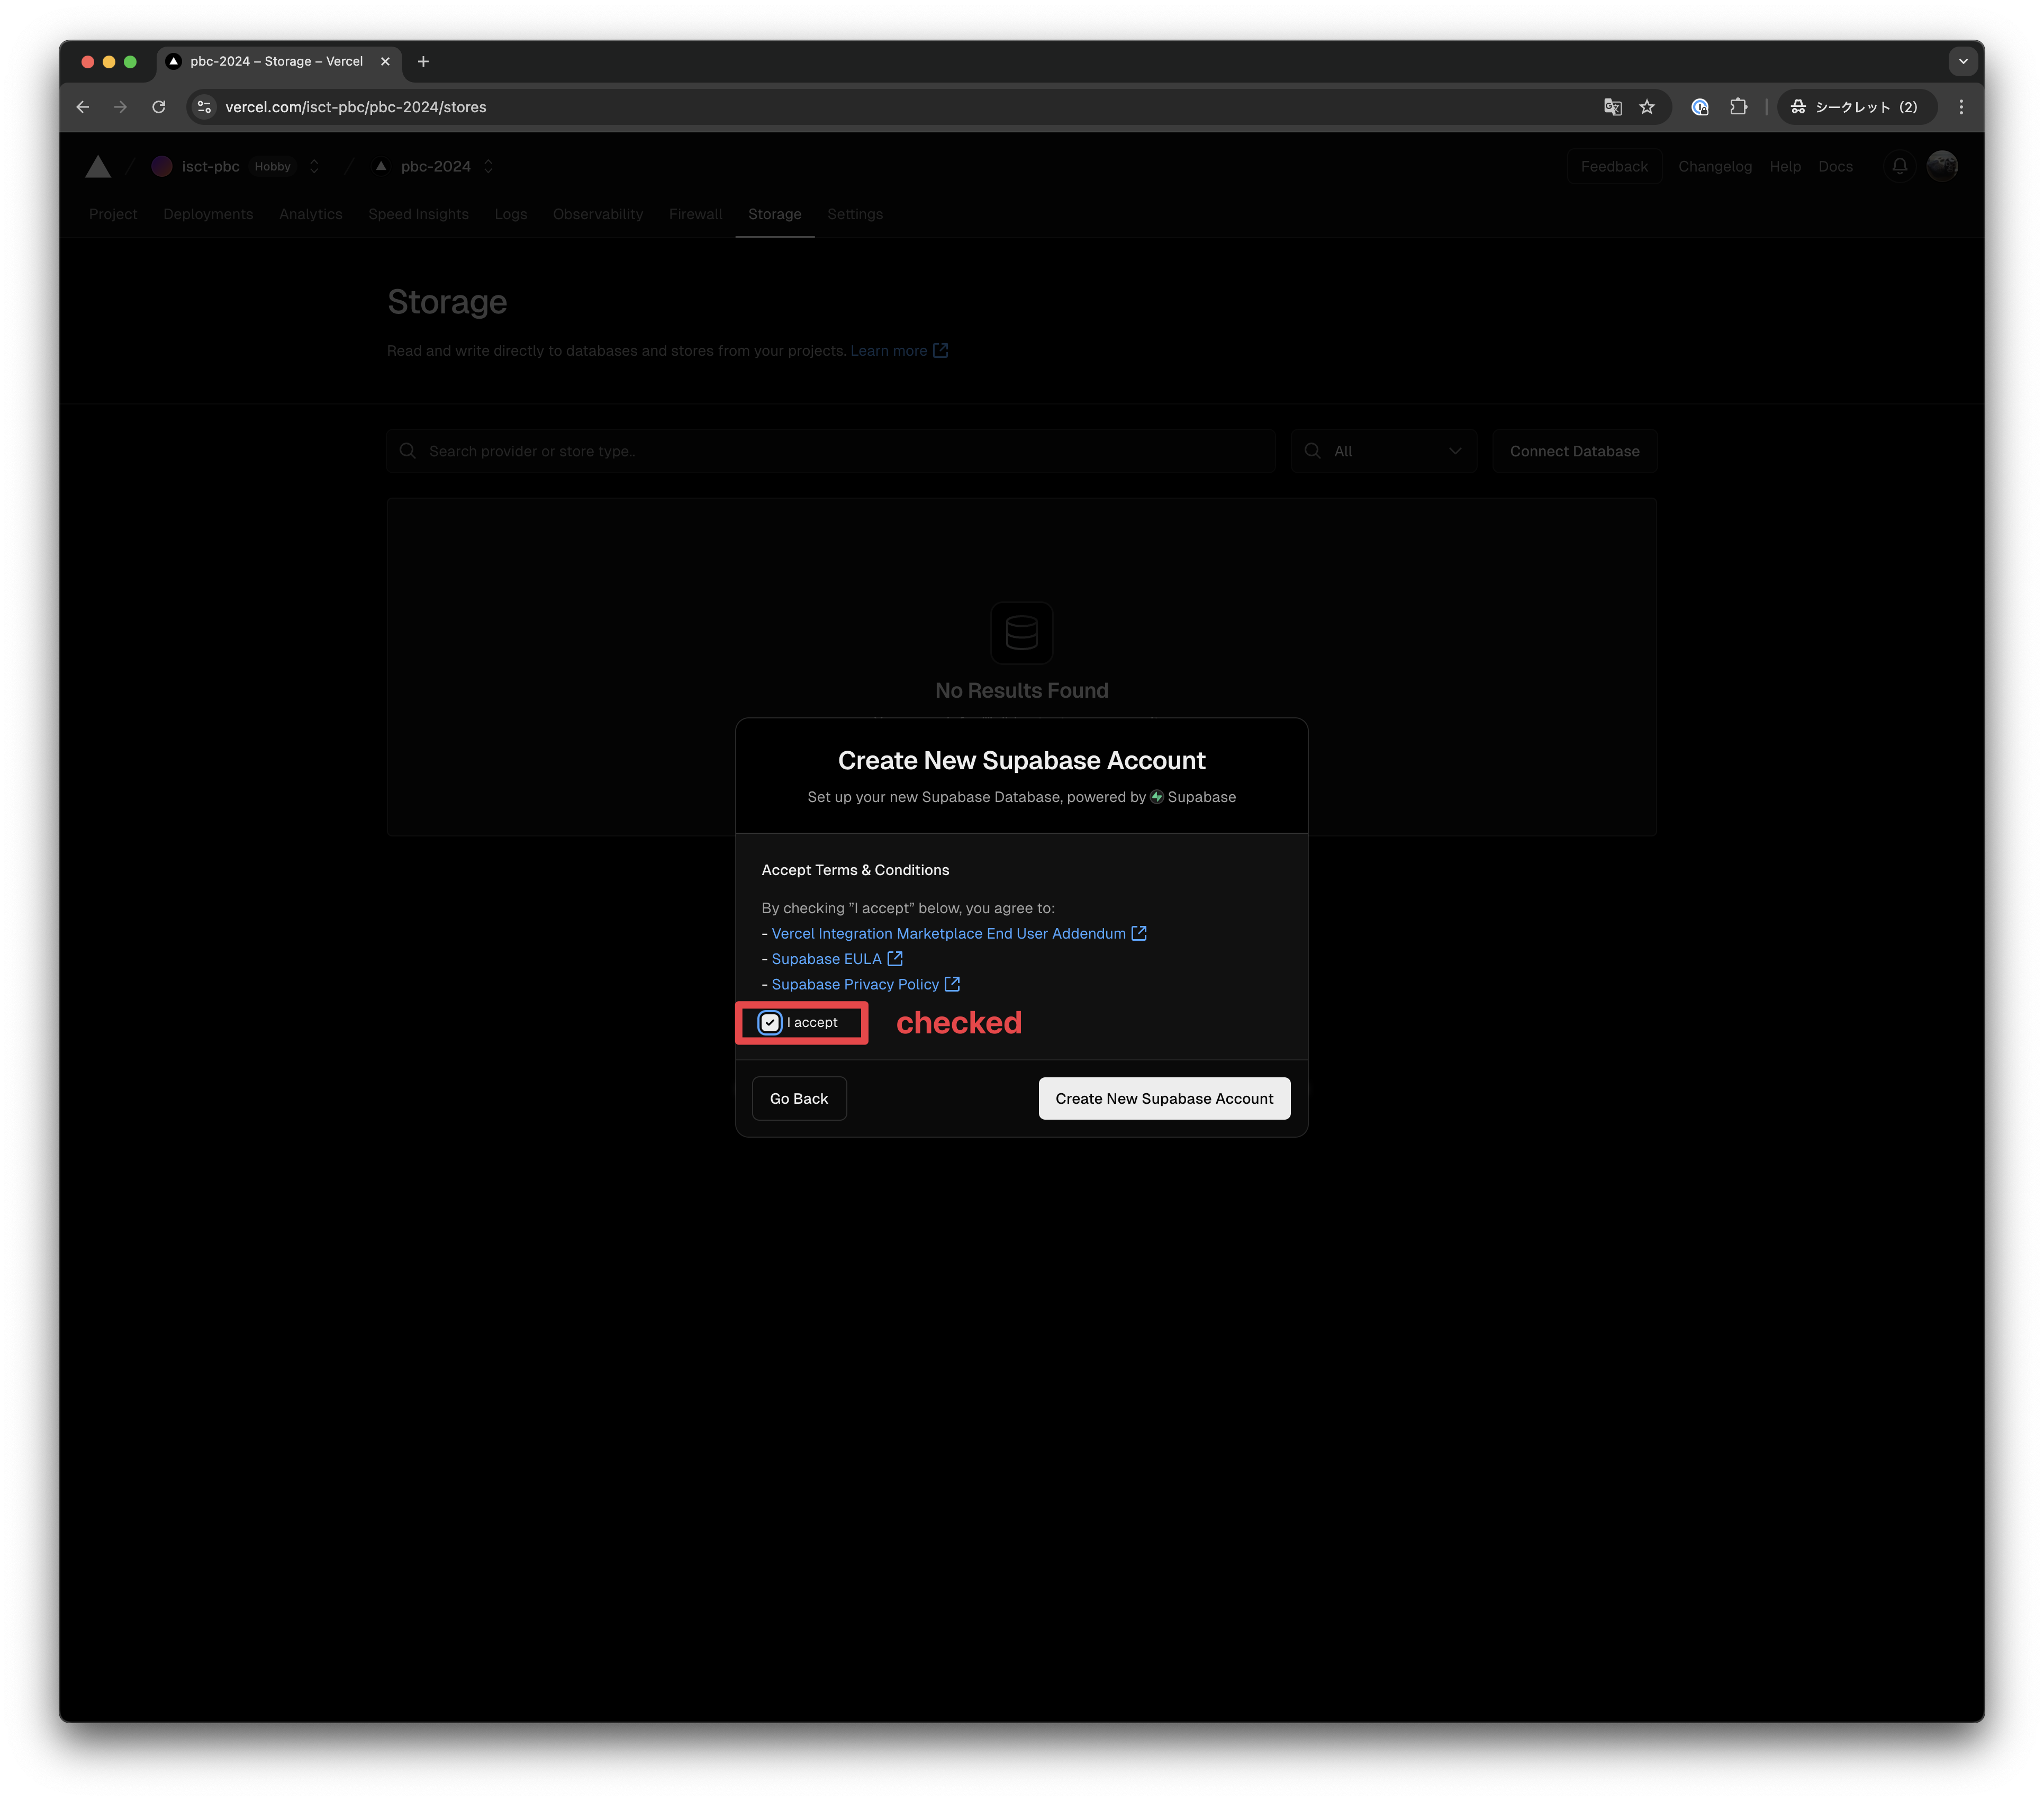 pbc-2024 – Storage – Vercel
vercel.com/isct-pbc/pbc-2024/stores
シークレット (2)
isct-pbc Hobby pbc-2024
Feedback Changelog Help Docs
Project Deployments Analytics Speed Insights Logs Observability Firewall Storage Settings
Storage
Read and write directly to databases and stores from your projects. Learn more
Search provider or store type..
All
Connect Database
No Results Found
Create New Supabase Account
Set up your new Supabase Database, powered by Supabase
Accept Terms & Conditions
By checking "I accept" below, you agree to:
- Vercel Integration Marketplace End User Addendum
- Supabase EULA
- Supabase Privacy Policy
I accept
checked
Go Back
Create New Supabase Account